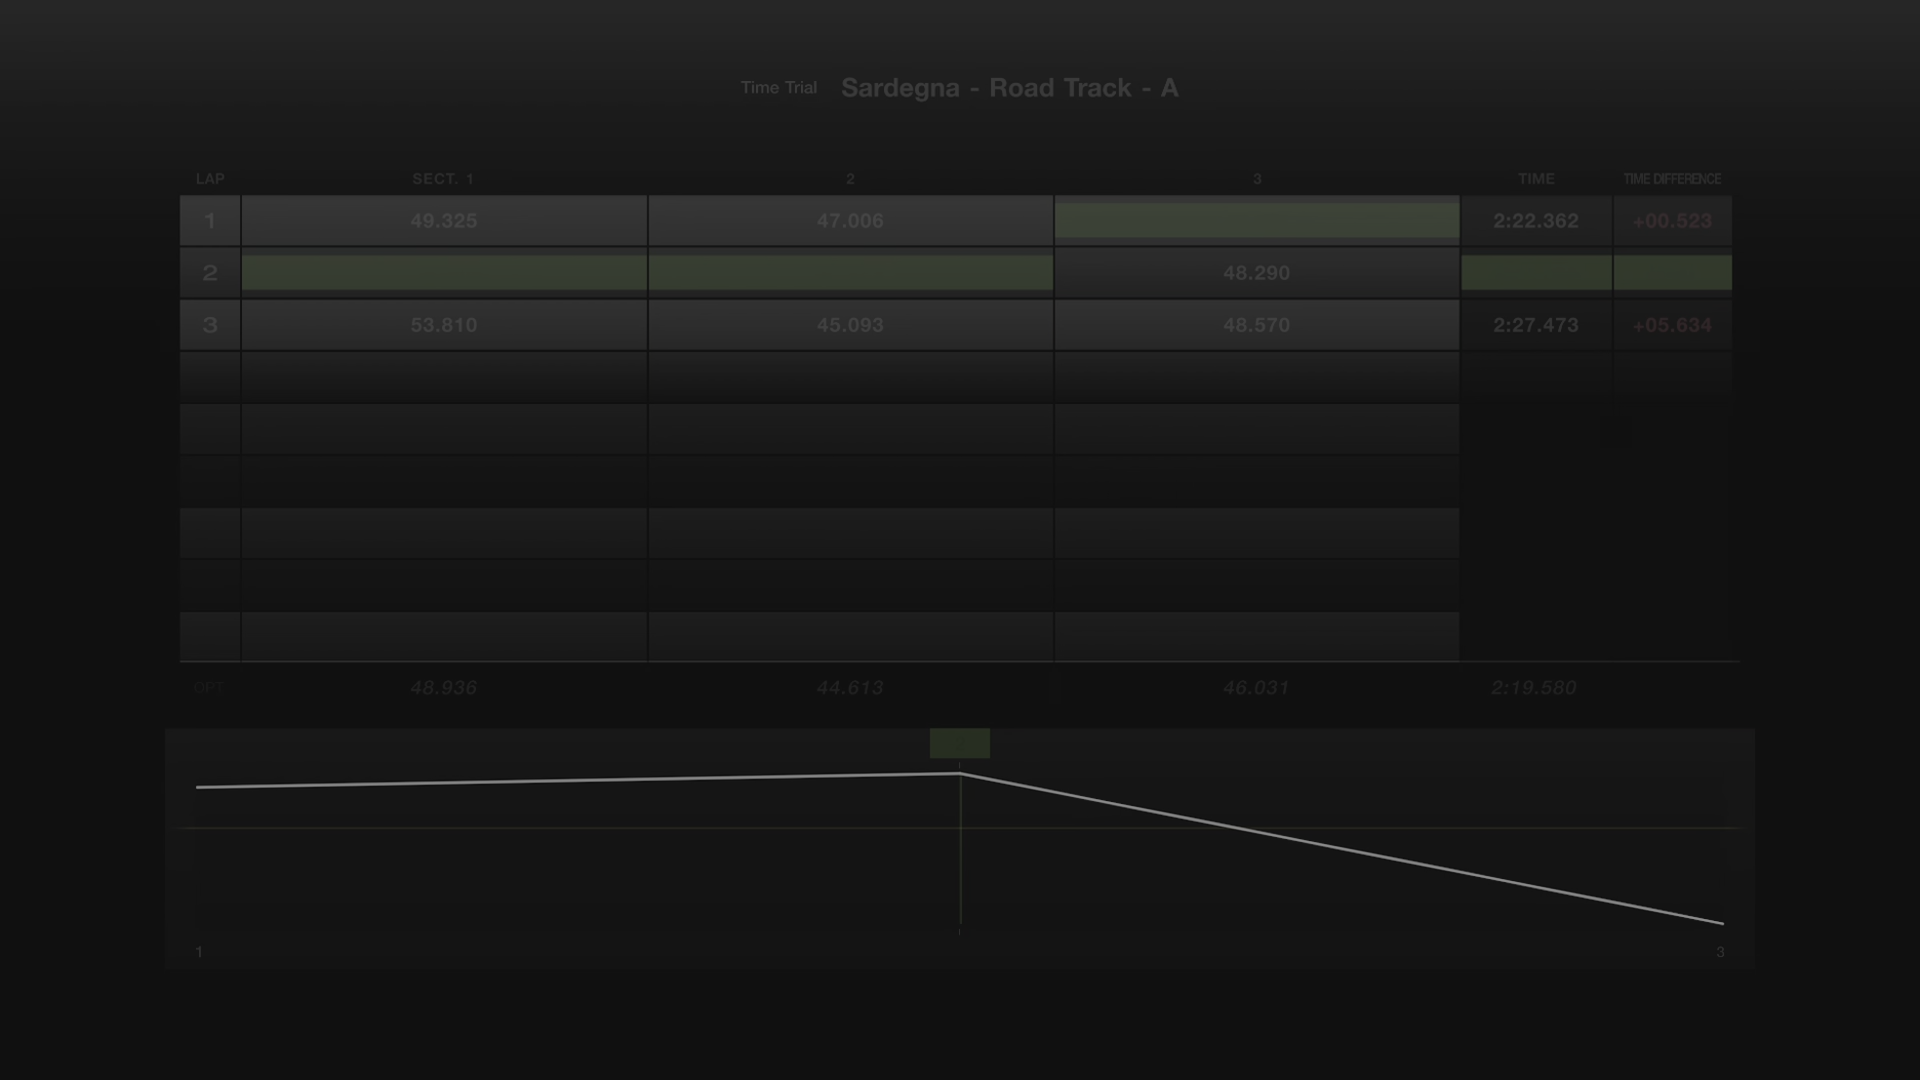 Time Trial Sardegna - Road Track - A
LAP SECT. 1 2 3 TIME TIME DIFFERENCE
1 49.325 47.006 2:22.362 +00.523
2 48.290
3 53.810 45.093 48.570 2:27.473 +05.634
OPT 48.936 44.613 46.031 2:19.580
1 3